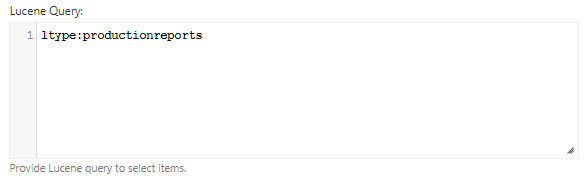 Lucene Query:
1 ltype:productionreports
Provide Lucene query to select items.